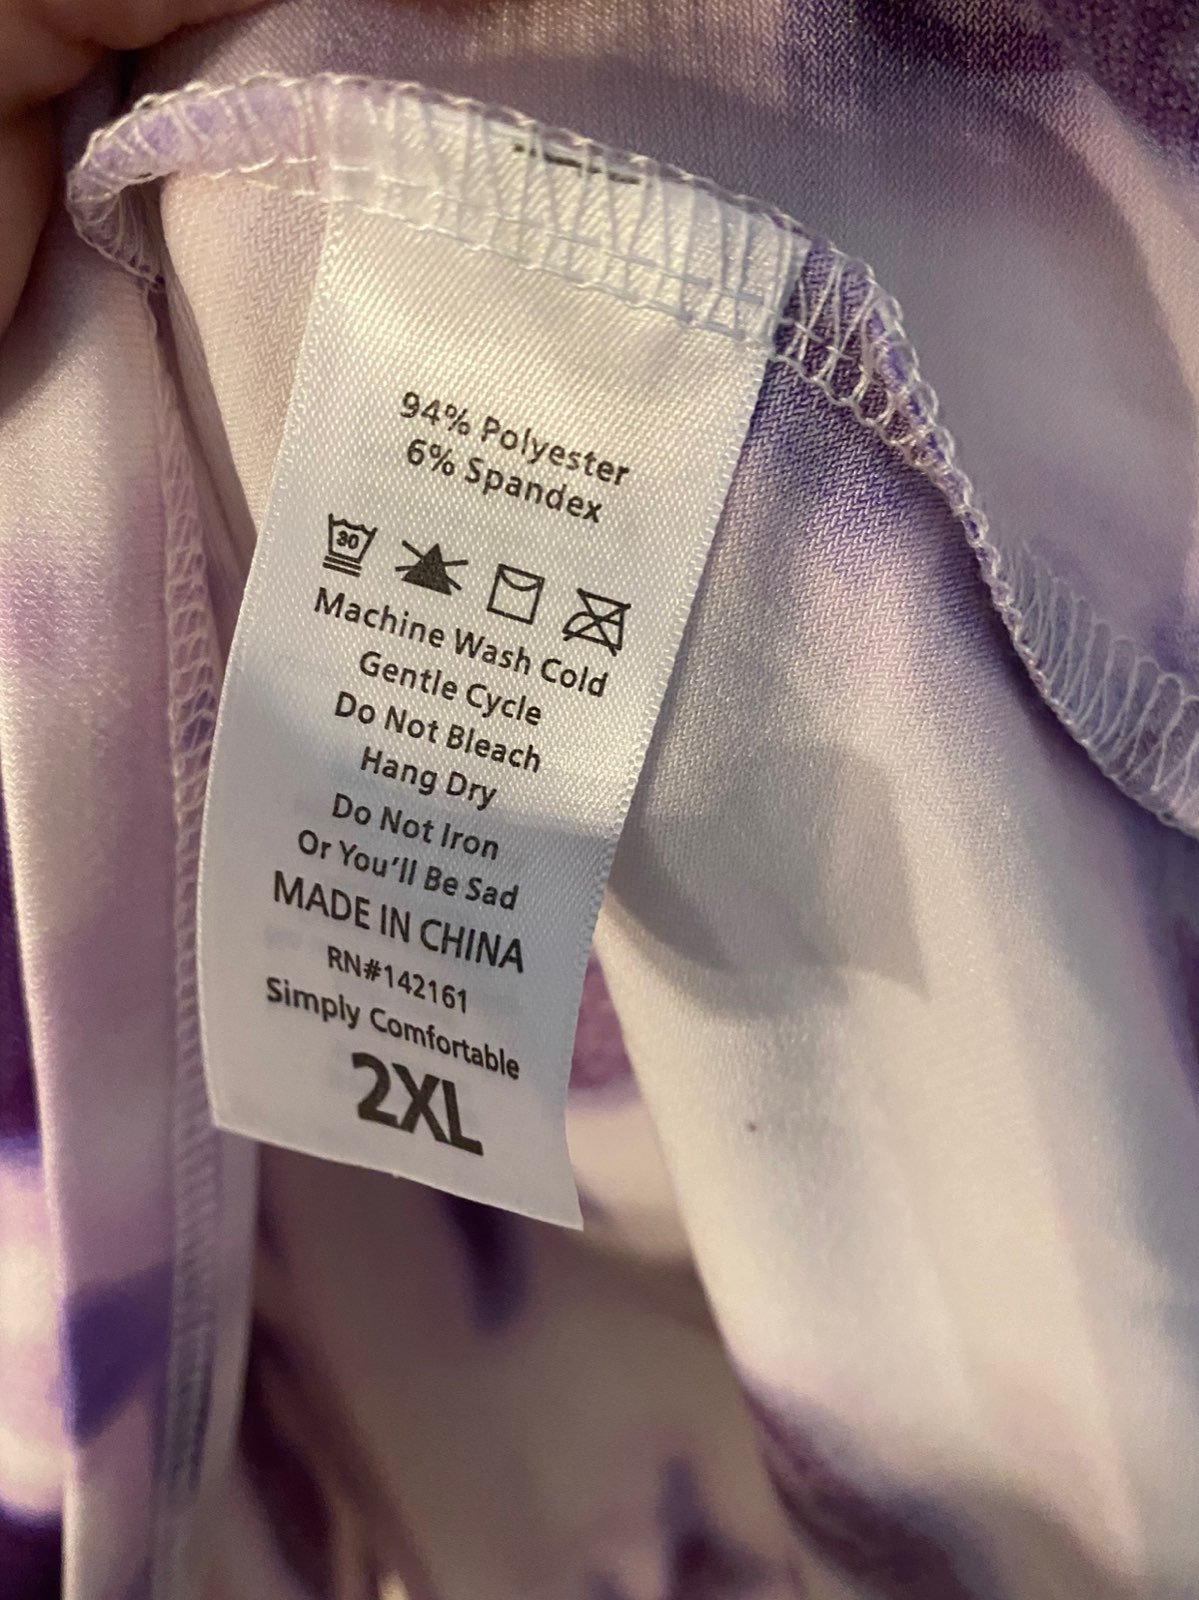 94% Polyester
6% Spandex
30
Machine Wash Cold
Gentle Cycle
Do Not Bleach
Hang Dry
Do Not Iron
Or You'll Be Sad
MADE IN CHINA
RN#142161
Simply Comfortable
2XL